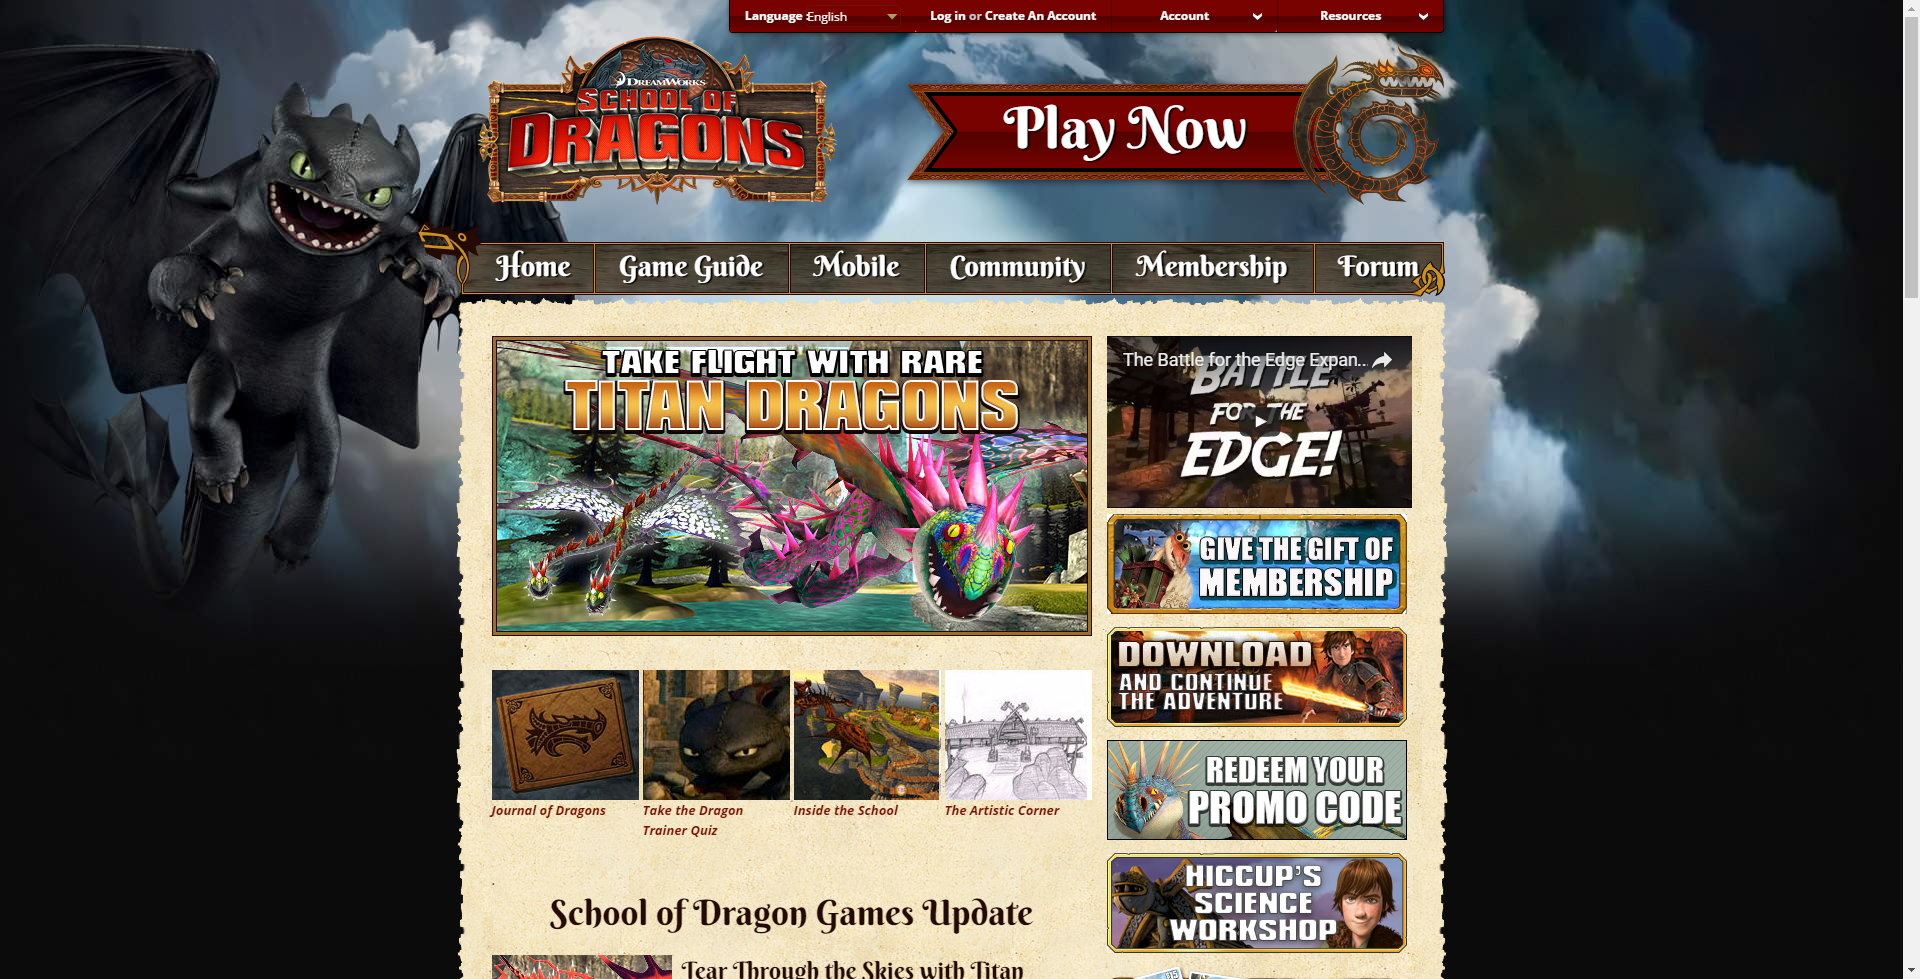 Language : English
Log in or Create An Account
Account
Resources
DREAMWORKS
SCHOOL OF
DRAGONS
Play Now
Home
Game Guide
Mobile
Community
Membership
Forum
TAKE FLIGHT WITH RARE
TITAN DRAGONS
The Battle for the Edge Expan...
BATTLE
FOR THE
EDGE!
GIVE THE GIFT OF
MEMBERSHIP
DOWNLOAD
AND CONTINUE
THE ADVENTURE
REDEEM YOUR
PROMO CODE
HICCUP'S
SCIENCE
WORKSHOP
Journal of Dragons
Take the Dragon
Trainer Quiz
Inside the School
The Artistic Corner
School of Dragon Games Update
Tear Through the Skies with Titan